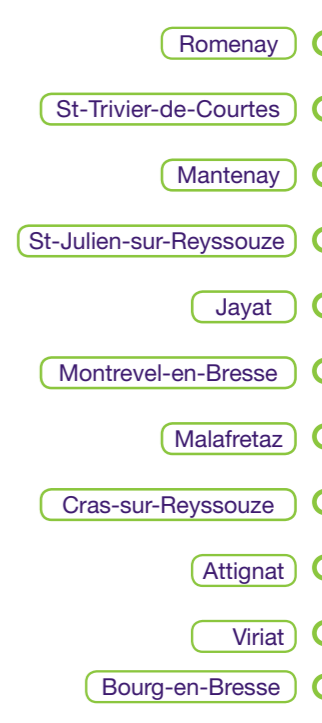 Romenay
St-Trivier-de-Courtes
Mantenay
St-Julien-sur-Reyssouze
Jayat
Montrevel-en-Bresse
Malafretaz
Cras-sur-Reyssouze
Attignat
Viriat
Bourg-en-Bresse